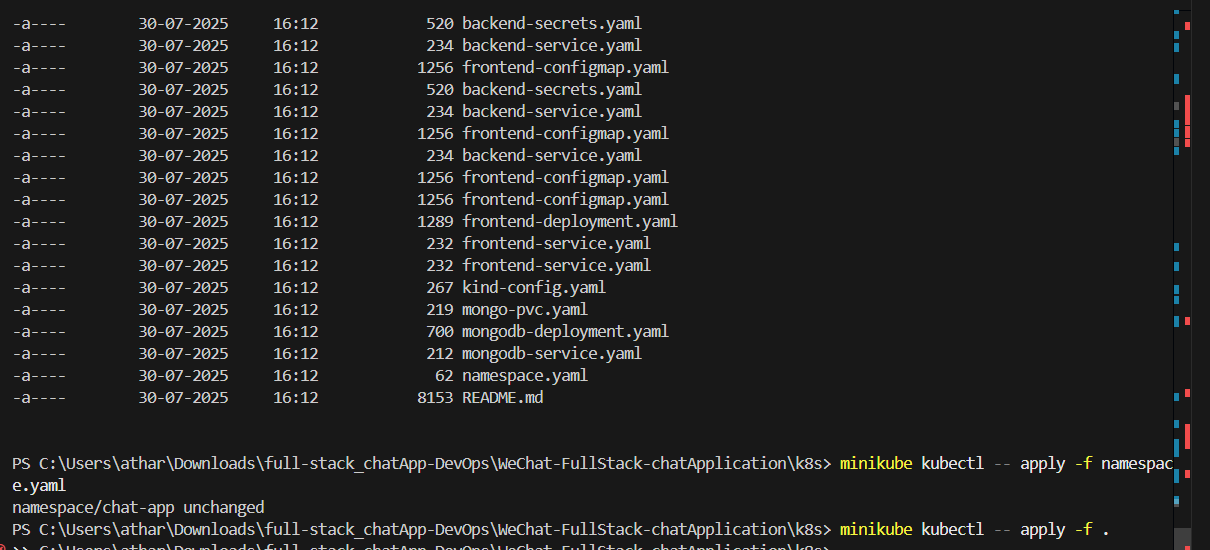 -a---- 30-07-2025 16:12 520 backend-secrets.yaml
-a---- 30-07-2025 16:12 234 backend-service.yaml
-a---- 30-07-2025 16:12 1256 frontend-configmap.yaml
-a---- 30-07-2025 16:12 520 backend-secrets.yaml
-a---- 30-07-2025 16:12 234 backend-service.yaml
-a---- 30-07-2025 16:12 1256 frontend-configmap.yaml
-a---- 30-07-2025 16:12 234 backend-service.yaml
-a---- 30-07-2025 16:12 1256 frontend-configmap.yaml
-a---- 30-07-2025 16:12 1256 frontend-configmap.yaml
-a---- 30-07-2025 16:12 1289 frontend-deployment.yaml
-a---- 30-07-2025 16:12 232 frontend-service.yaml
-a---- 30-07-2025 16:12 232 frontend-service.yaml
-a---- 30-07-2025 16:12 267 kind-config.yaml
-a---- 30-07-2025 16:12 219 mongo-pvc.yaml
-a---- 30-07-2025 16:12 700 mongodb-deployment.yaml
-a---- 30-07-2025 16:12 212 mongodb-service.yaml
-a---- 30-07-2025 16:12 62 namespace.yaml
-a---- 30-07-2025 16:12 8153 README.md
PS C:\Users\athar\Downloads\full-stack_chatApp-DevOps\WeChat-FullStack-chatApplication\k8s> minikube kubectl -- apply -f namespac
e.yaml
namespace/chat-app unchanged
PS C:\Users\athar\Downloads\full-stack_chatApp-DevOps\WeChat-FullStack-chatApplication\k8s> minikube kubectl -- apply -f .